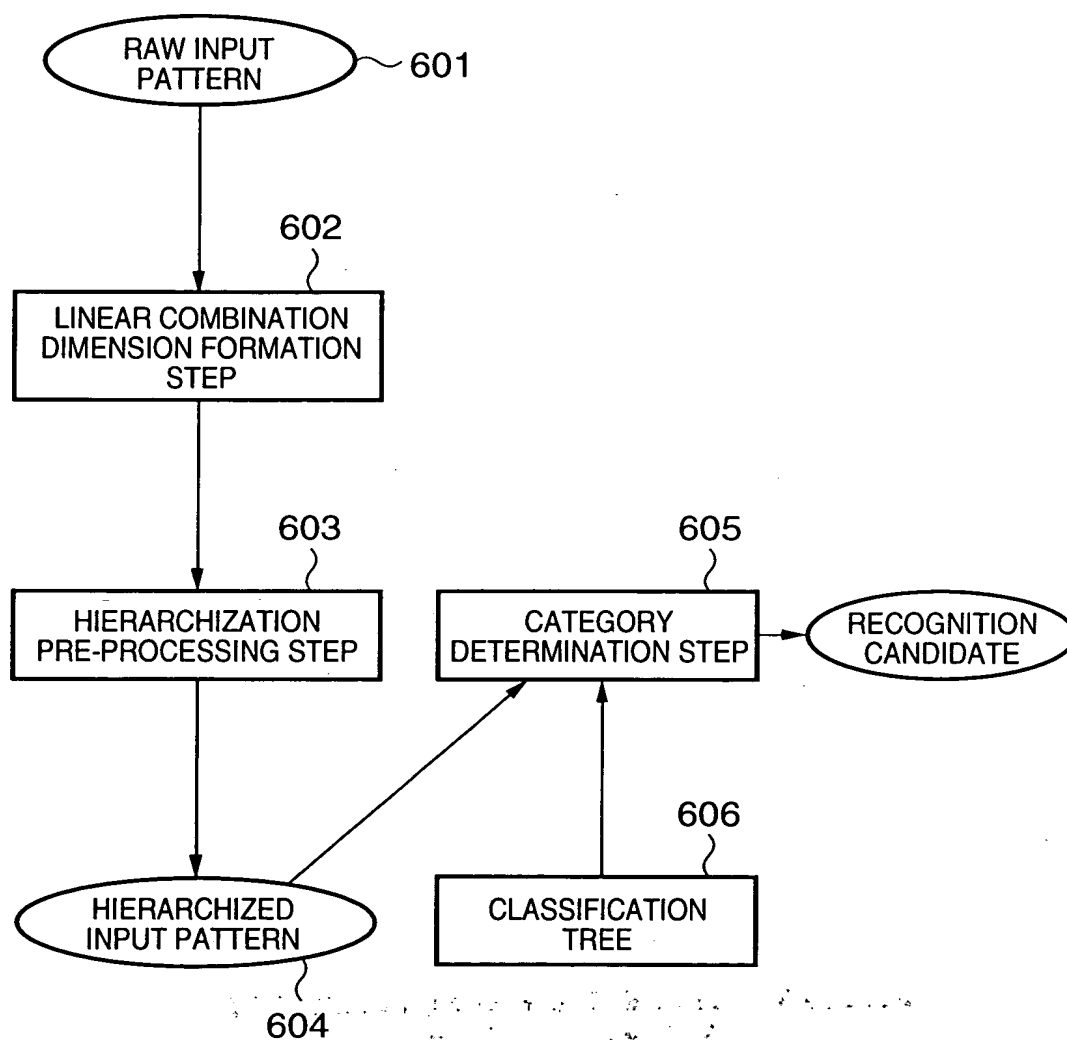 RAW INPUT
PATTERN
601
602
LINEAR COMBINATION
DIMENSION FORMATION
STEP
603
HIERARCHIZATION
PRE-PROCESSING STEP
605
CATEGORY
DETERMINATION STEP
RECOGNITION
CANDIDATE
606
HIERARCHIZED
INPUT PATTERN
604
CLASSIFICATION
TREE